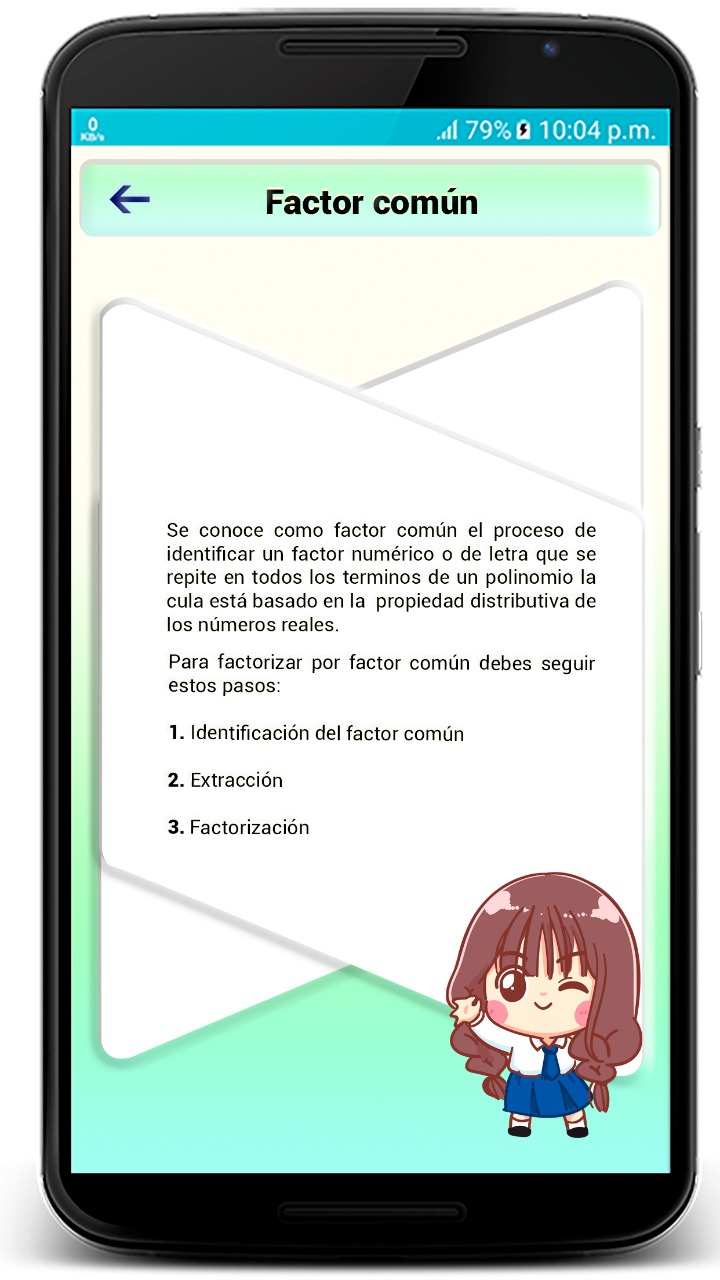 0
KB/s
79% 10:04 p.m.
Factor común
Se conoce como factor común el proceso de
identificar un factor numérico o de letra que se
repite en todos los terminos de un polinomio la
cula está basado en la propiedad distributiva de
los números reales.
Para factorizar por factor común debes seguir
estos pasos:
1. Identificación del factor común
2. Extracción
3. Factorización